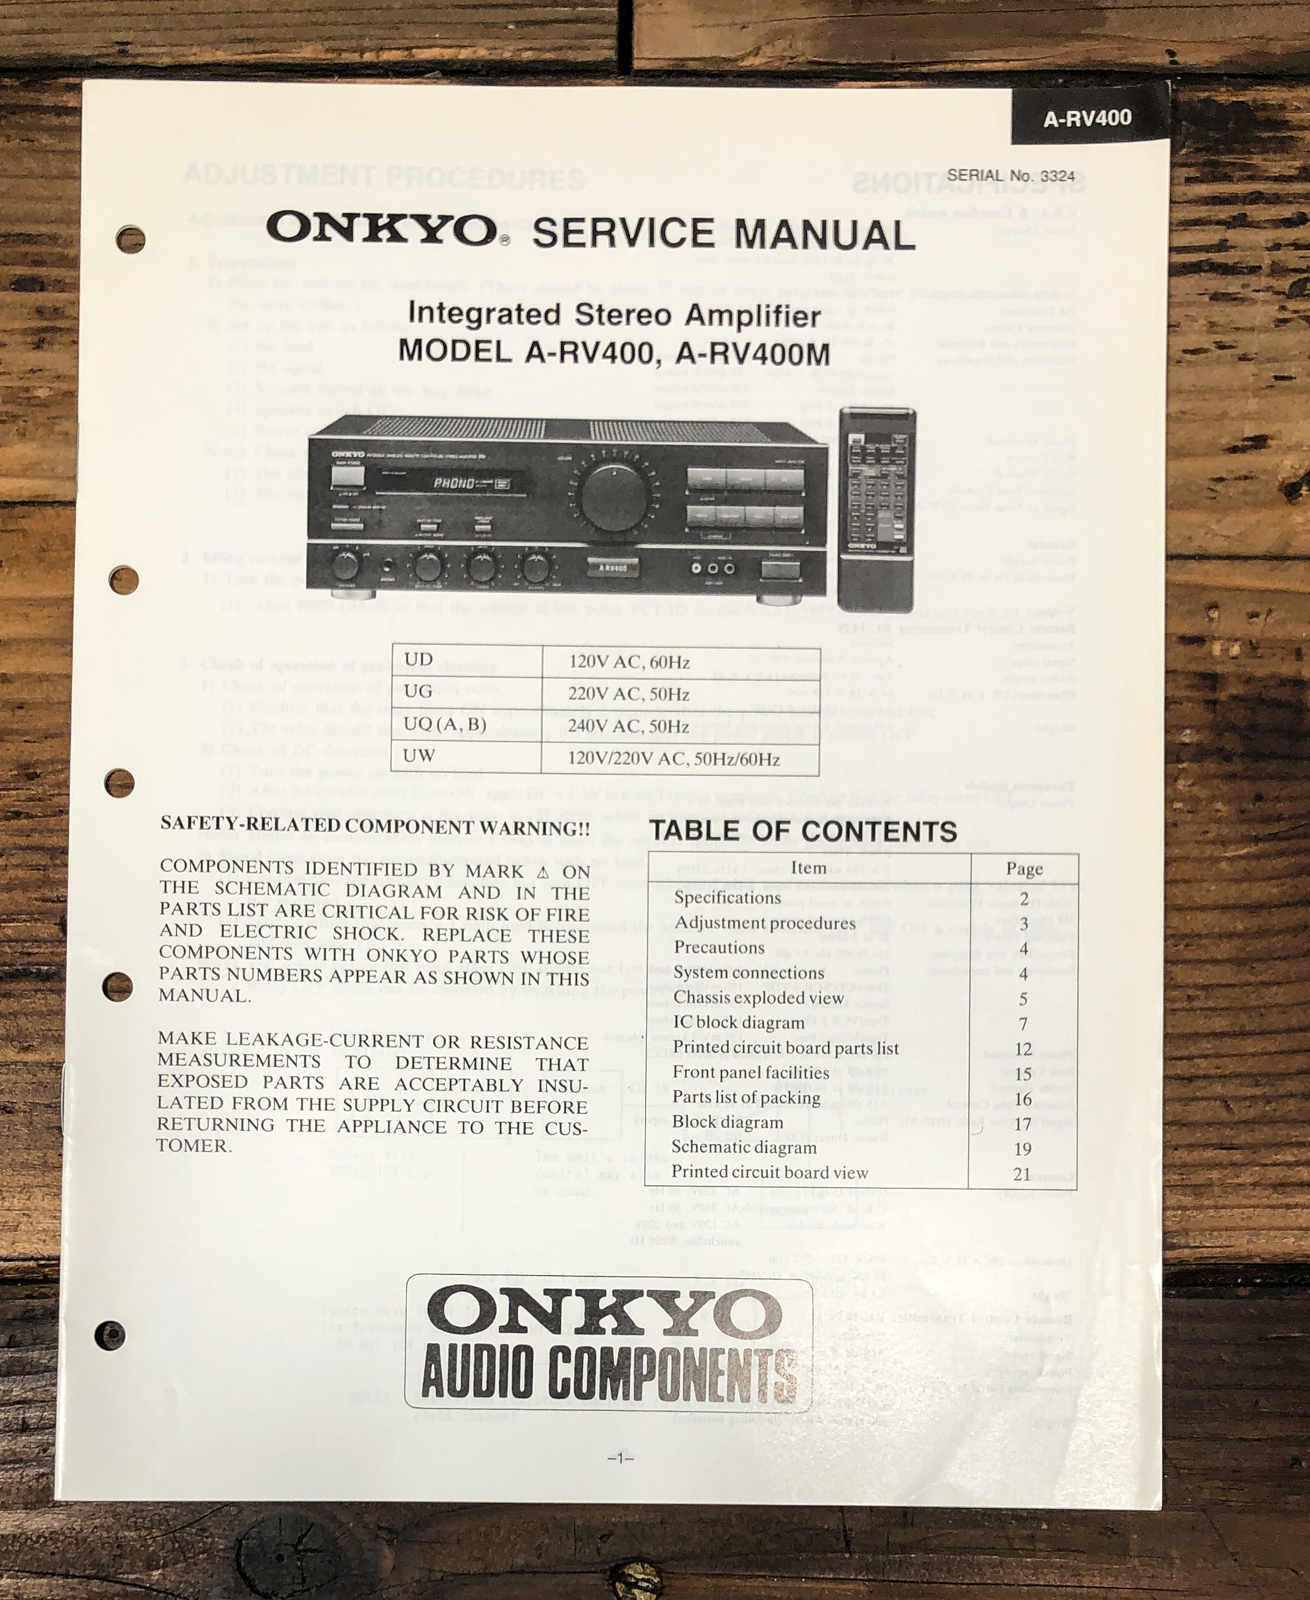 A-RV400
SERIAL No. 3324
ONKYO® SERVICE MANUAL
Integrated Stereo Amplifier
MODEL A-RV400, A-RV400M
ONKYO
PHONO
A-RV400
ONKYO
UD 120V AC, 60Hz
UG 220V AC, 50Hz
UQ (A, B) 240V AC, 50Hz
UW 120V/220V AC, 50Hz/60Hz
SAFETY-RELATED COMPONENT WARNING!!
COMPONENTS IDENTIFIED BY MARK ⚠ ON
THE SCHEMATIC DIAGRAM AND IN THE
PARTS LIST ARE CRITICAL FOR RISK OF FIRE
AND ELECTRIC SHOCK. REPLACE THESE
COMPONENTS WITH ONKYO PARTS WHOSE
PARTS NUMBERS APPEAR AS SHOWN IN THIS
MANUAL.
MAKE LEAKAGE-CURRENT OR RESISTANCE
MEASUREMENTS TO DETERMINE THAT
EXPOSED PARTS ARE ACCEPTABLY INSU-
LATED FROM THE SUPPLY CIRCUIT BEFORE
RETURNING THE APPLIANCE TO THE CUS-
TOMER.
TABLE OF CONTENTS
Item Page
Specifications 2
Adjustment procedures 3
Precautions 4
System connections 4
Chassis exploded view 5
IC block diagram 7
Printed circuit board parts list 12
Front panel facilities 15
Parts list of packing 16
Block diagram 17
Schematic diagram 19
Printed circuit board view 21
ONKYO
AUDIO COMPONENTS
–1–